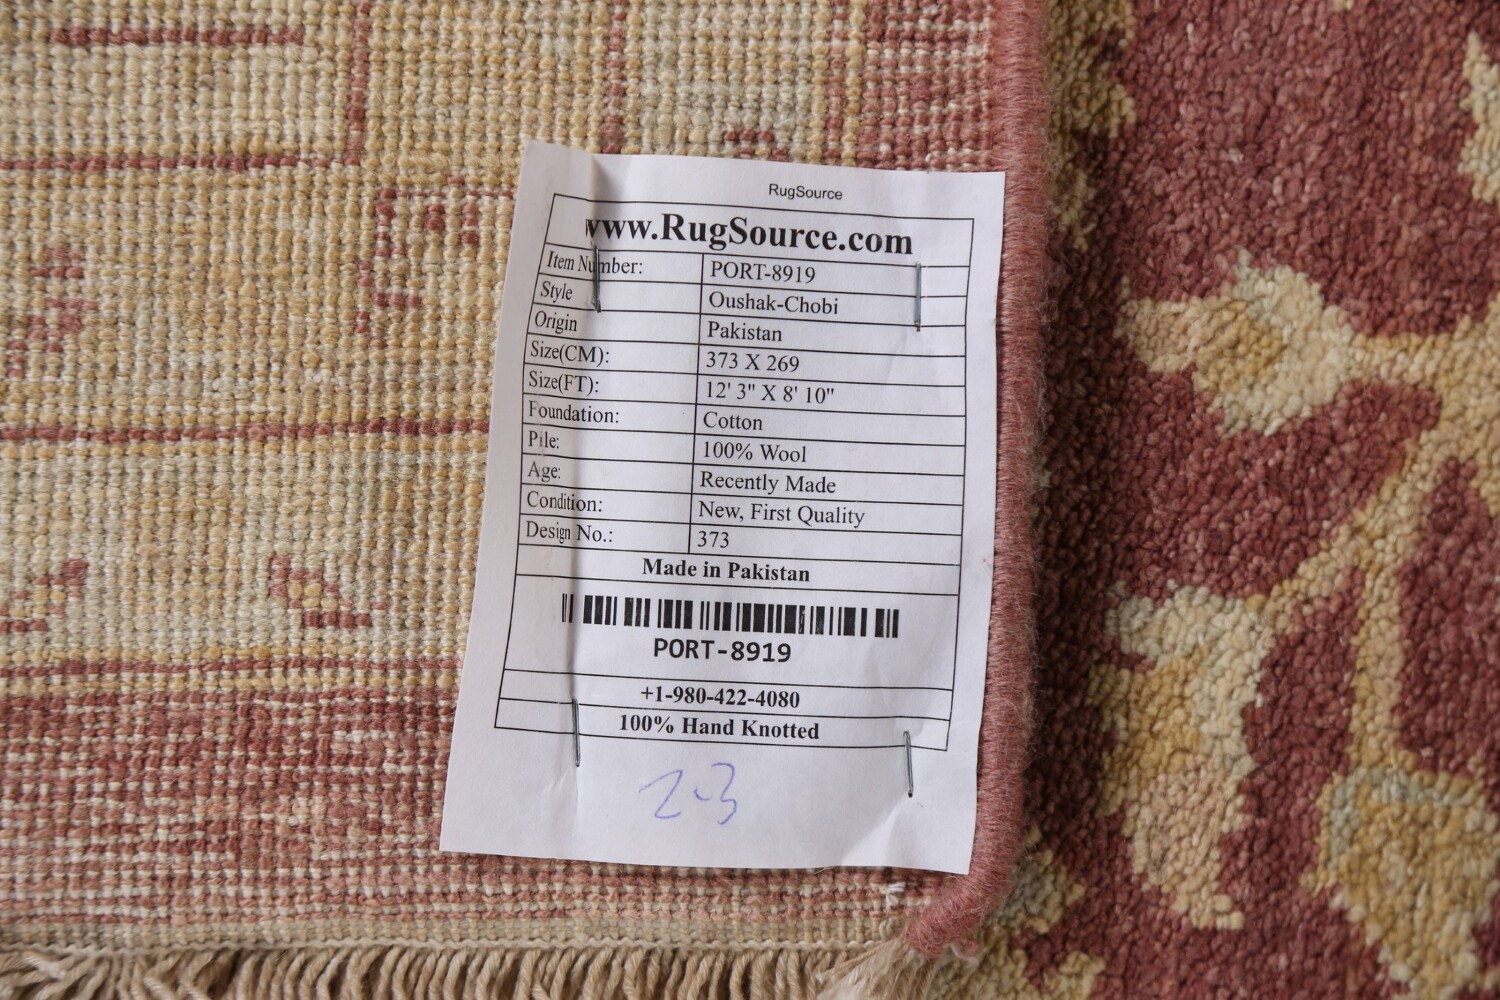 RugSource
www.RugSource.com
Item Number: PORT-8919
Style Oushak-Chobi
Origin Pakistan
Size(CM): 373 X 269
Size(FT): 12' 3" X 8' 10"
Foundation: Cotton
Pile: 100% Wool
Age: Recently Made
Condition: New, First Quality
Design No.: 373
Made in Pakistan
PORT-8919
+1-980-422-4080
100% Hand Knotted
2-3